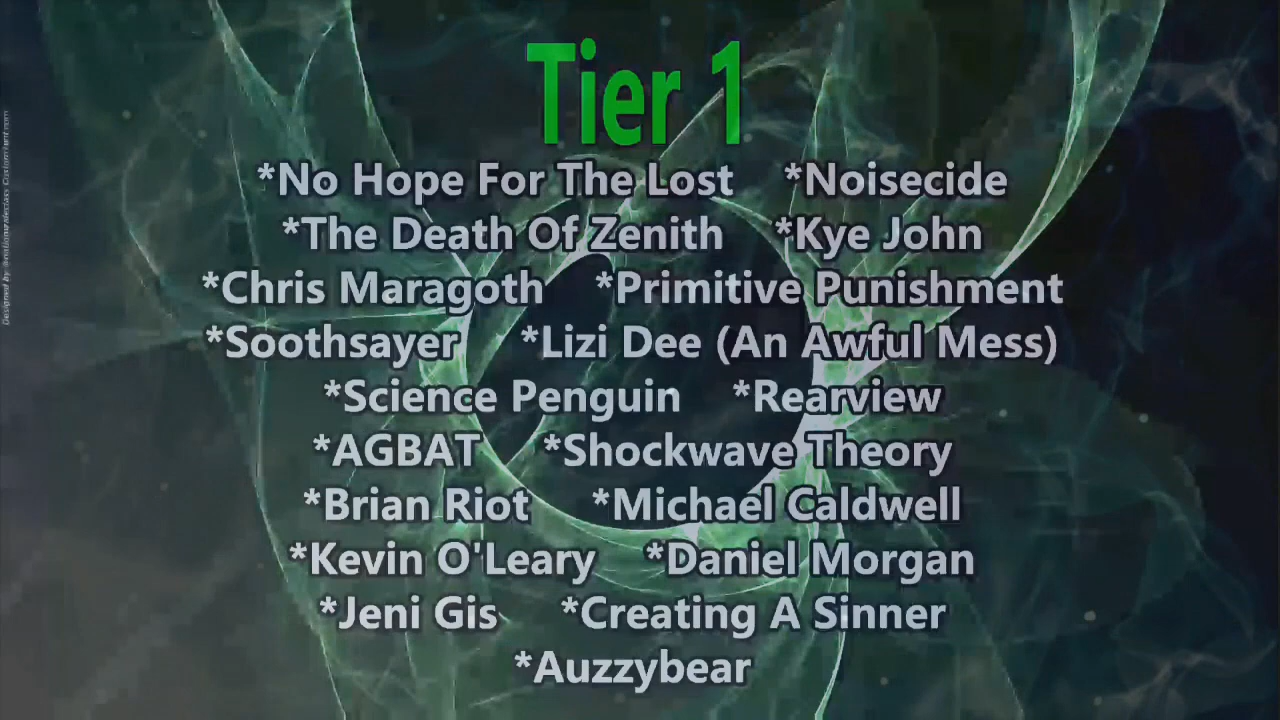 Tier 1
*No Hope For The Lost *Noisecide
*The Death Of Zenith *Kye John
*Chris Maragoth *Primitive Punishment
*Soothsayer *Lizi Dee (An Awful Mess)
*Science Penguin *Rearview
*AGBAT *Shockwave Theory
*Brian Riot *Michael Caldwell
*Kevin O'Leary *Daniel Morgan
*Jeni Gis *Creating A Sinner
*Auzzybear
Designed by